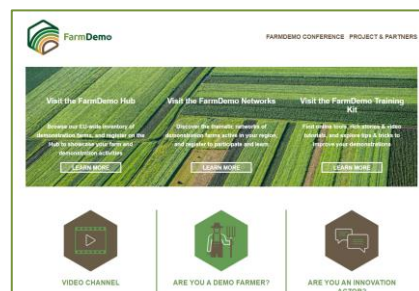 FarmDemo
FARMDEMO CONFERENCE PROJECT & PARTNERS
Visit the FarmDemo Hub
Browse our EU-wide inventory of
demonstration farms, and register on the
Hub to showcase your farm and
demonstration activities
LEARN MORE
Visit the FarmDemo Networks
Discover the thematic networks of
demonstration farms active in your region,
and register to participate and learn
LEARN MORE
Visit the FarmDemo Training
Kit
Find online tools, rich stories & video
tutorials, and explore tips & tricks to
improve your demonstrations
LEARN MORE
VIDEO CHANNEL
ARE YOU A DEMO FARMER?
ARE YOU AN INNOVATION
ACTOR?